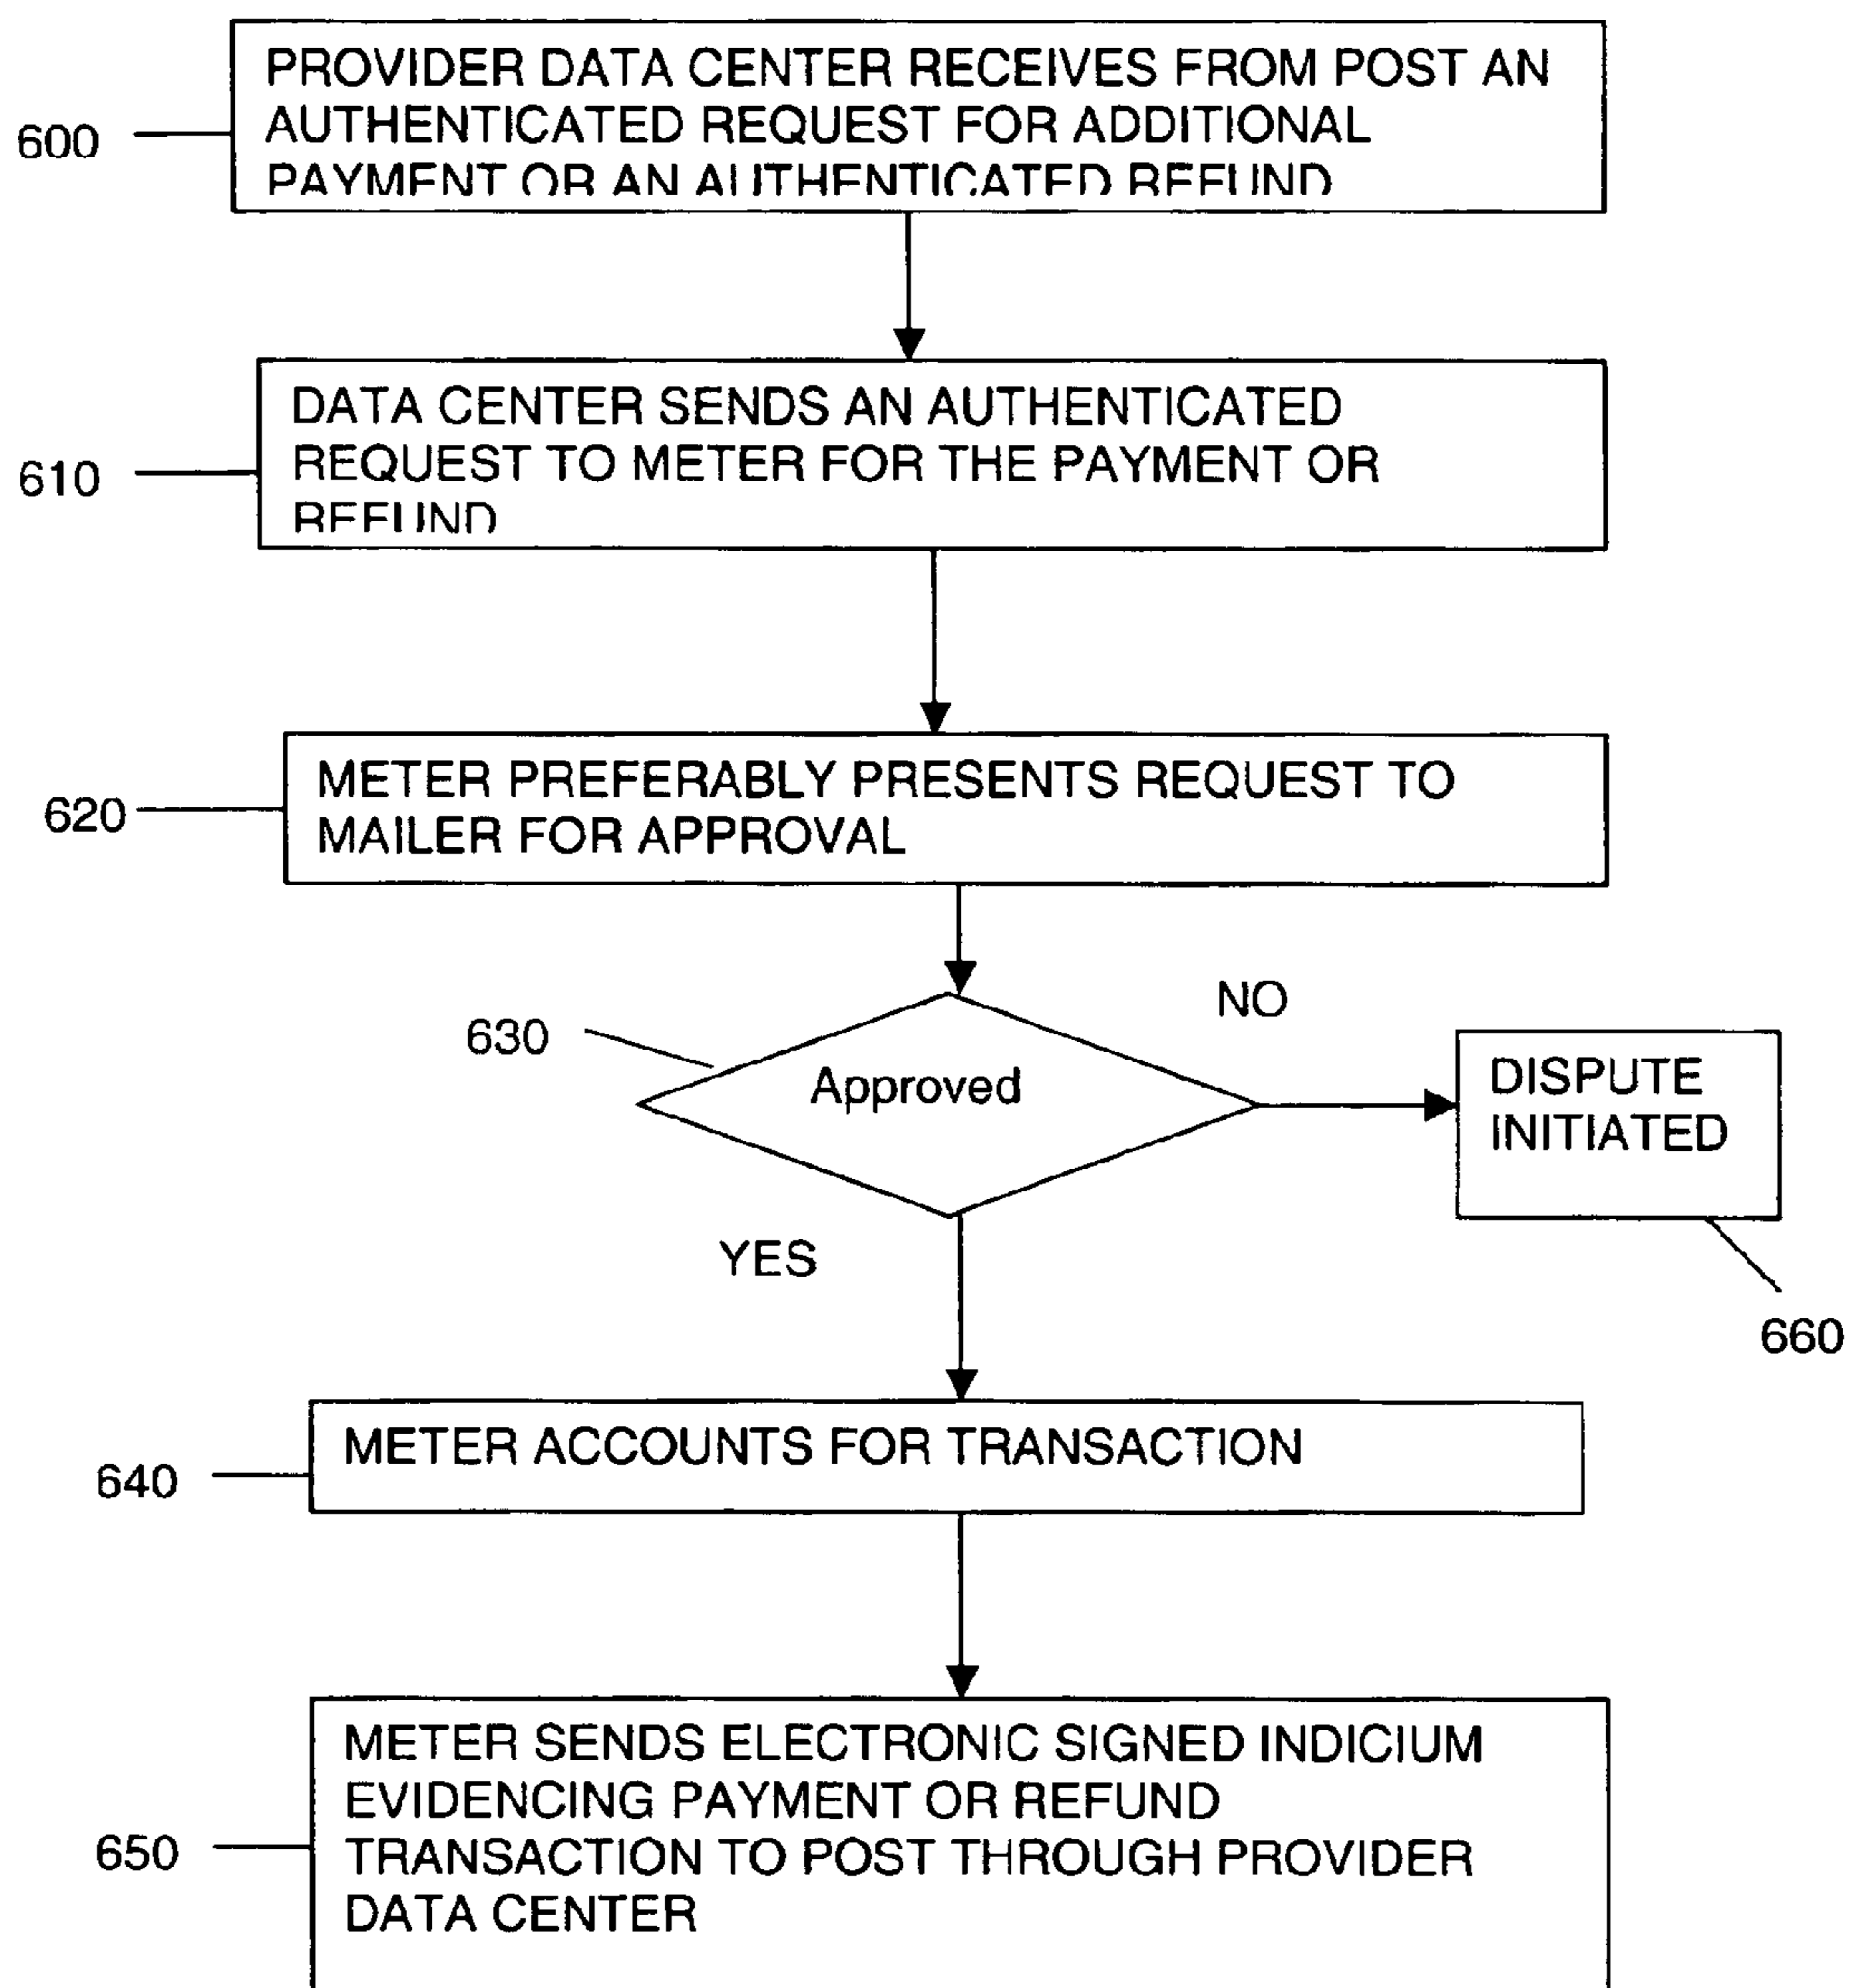 PROVIDER DATA CENTER RECEIVES FROM POST AN
AUTHENTICATED REQUEST FOR ADDITIONAL
PAYMENT OR AN AUTHENTICATED REFUND
600
DATA CENTER SENDS AN AUTHENTICATED
REQUEST TO METER FOR THE PAYMENT OR
REFUND
610
METER PREFERABLY PRESENTS REQUEST TO
MAILER FOR APPROVAL
620
NO
630
Approved
DISPUTE
INITIATED
YES
660
METER ACCOUNTS FOR TRANSACTION
640
METER SENDS ELECTRONIC SIGNED INDICIUM
EVIDENCING PAYMENT OR REFUND
TRANSACTION TO POST THROUGH PROVIDER
DATA CENTER
650